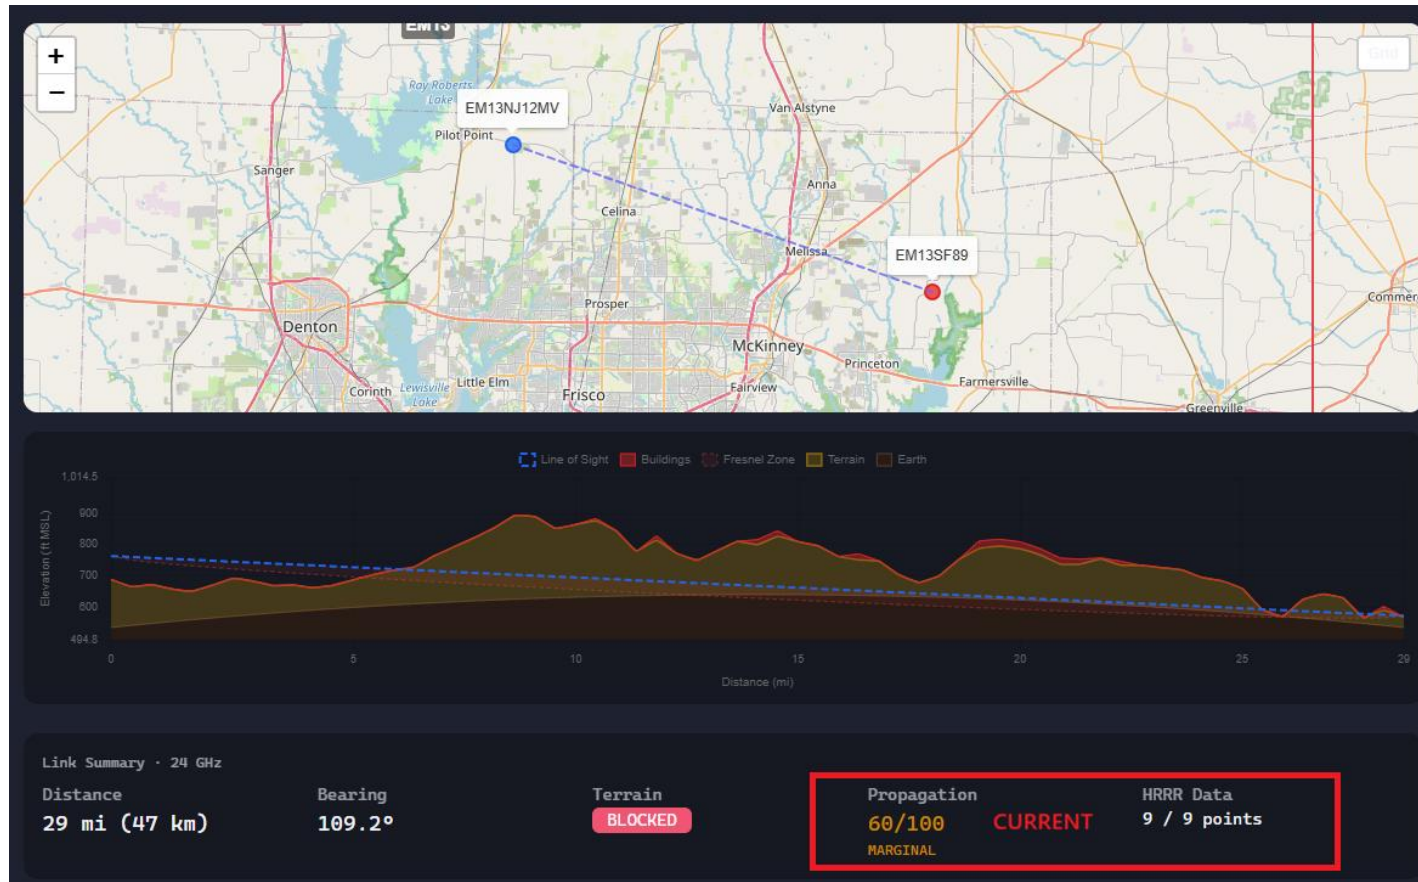 EM13
+
−
Grid
Ray Roberts
Lake
EM13NJ12MV
Van Alstyne
Pilot Point
Sanger
Anna
Celina
Melissa
EM13SF89
Prosper
Commer
Denton
McKinney
Princeton
Corinth
Lewisville
Lake
Little Elm
Frisco
Fairview
Farmersville
Greenville
Line of Sight
Buildings
Fresnel Zone
Terrain
Earth
1,014.5
900
800
700
600
494.8
Elevation (ft MSL)
0
5
10
15
20
25
29
Distance (mi)
Link Summary · 24 GHz
Distance
Bearing
Terrain
Propagation
HRRR Data
29 mi (47 km)
109.2°
BLOCKED
60/100
CURRENT
9 / 9 points
MARGINAL